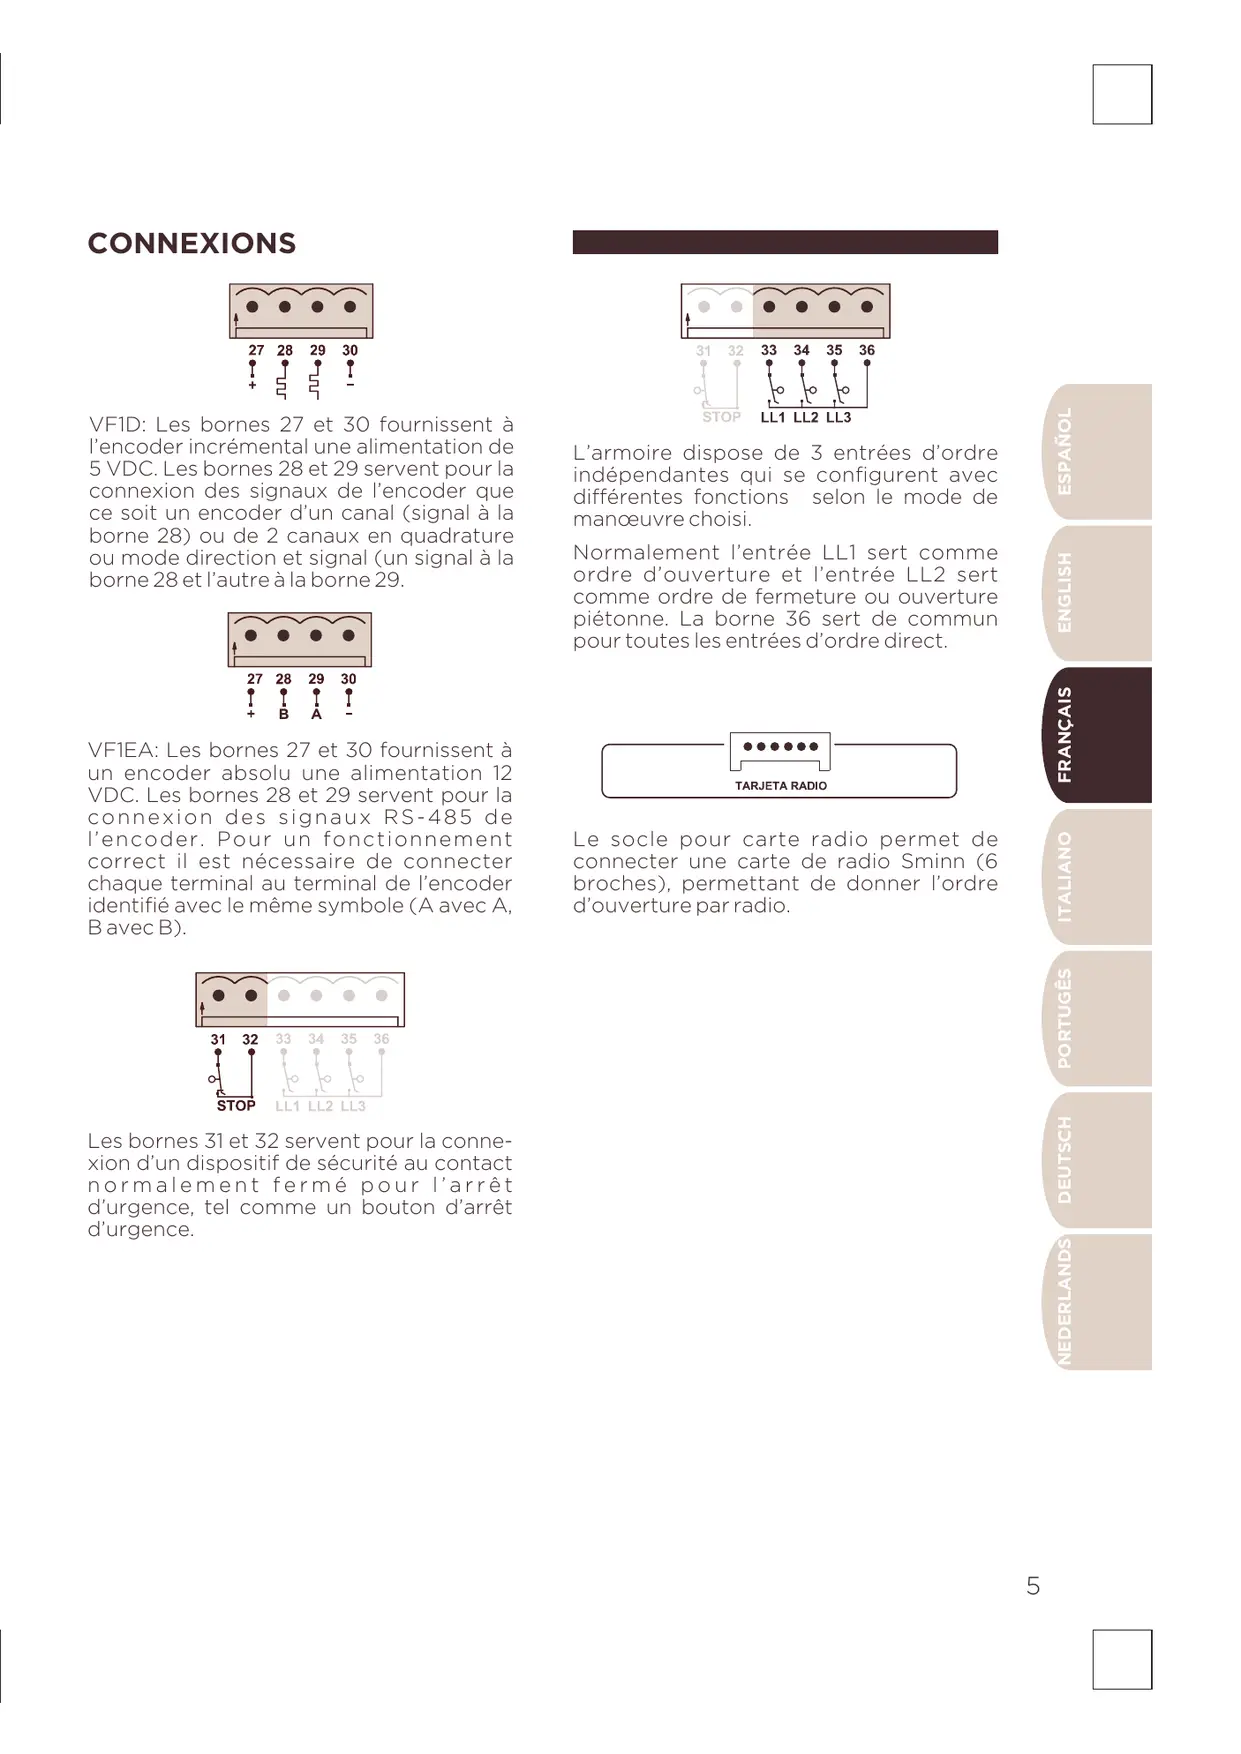 CONNEXIONS
27 28 29 30
+ –
VF1D: Les bornes 27 et 30 fournissent à
l’encoder incrémental une alimentation de
5 VDC. Les bornes 28 et 29 servent pour la
connexion des signaux de l’encoder que
ce soit un encoder d’un canal (signal à la
borne 28) ou de 2 canaux en quadrature
ou mode direction et signal (un signal à la
borne 28 et l’autre à la borne 29.
27 28 29 30
+ B A –
VF1EA: Les bornes 27 et 30 fournissent à
un encoder absolu une alimentation 12
VDC. Les bornes 28 et 29 servent pour la
connexion des signaux RS-485 de
l’encoder. Pour un fonctionnement
correct il est nécessaire de connecter
chaque terminal au terminal de l’encoder
identifié avec le même symbole (A avec A,
B avec B).
31 32 33 34 35 36
STOP LL1 LL2 LL3
Les bornes 31 et 32 servent pour la conne-
xion d’un dispositif de sécurité au contact
normalement fermé pour l’arrêt
d’urgence, tel comme un bouton d’arrêt
d’urgence.
31 32 33 34 35 36
STOP LL1 LL2 LL3
L’armoire dispose de 3 entrées d’ordre
indépendantes qui se configurent avec
différentes fonctions selon le mode de
manœuvre choisi.
Normalement l’entrée LL1 sert comme
ordre d’ouverture et l’entrée LL2 sert
comme ordre de fermeture ou ouverture
piétonne. La borne 36 sert de commun
pour toutes les entrées d’ordre direct.
TARJETA RADIO
Le socle pour carte radio permet de
connecter une carte de radio Sminn (6
broches), permettant de donner l’ordre
d’ouverture par radio.
ESPAÑOL
ENGLISH
FRANÇAIS
ITALIANO
PORTUGÊS
DEUTSCH
NEDERLANDS
5